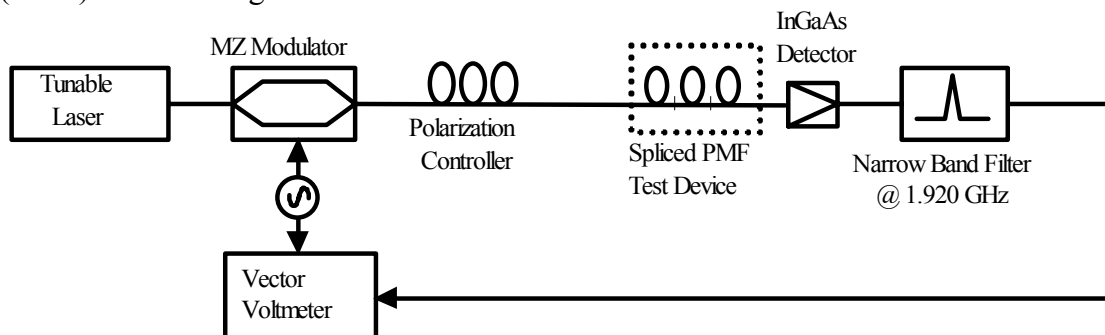 InGaAs
Detector
MZ Modulator
Tunable
Laser
Polarization
Controller
Spliced PMF
Test Device
Narrow Band Filter
@ 1.920 GHz
Vector
Voltmeter